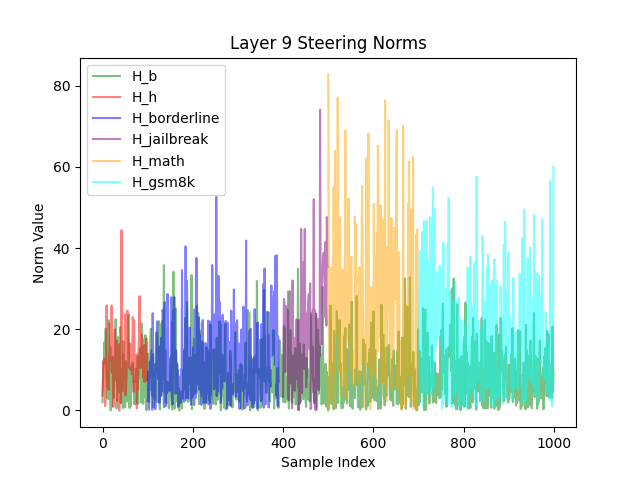 Layer 9 Steering Norms
H_b
H_h
H_borderline
H_jailbreak
H_math
H_gsm8k
Norm Value
80
60
40
20
0
0
200
400
600
800
1000
Sample Index